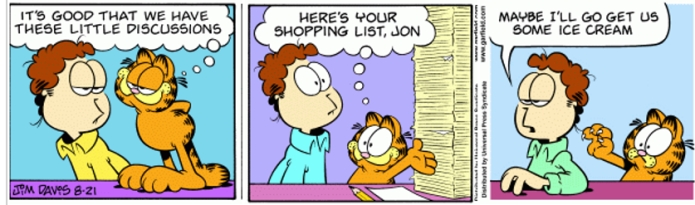 IT'S GOOD THAT WE HAVE
THESE LITTLE DISCUSSIONS
JIM DAVIS 8-21
HERE'S YOUR
SHOPPING LIST, JON
www.garfield.com
Distributed by Universal Press Syndicate
MAYBE I'LL GO GET US
SOME ICE CREAM